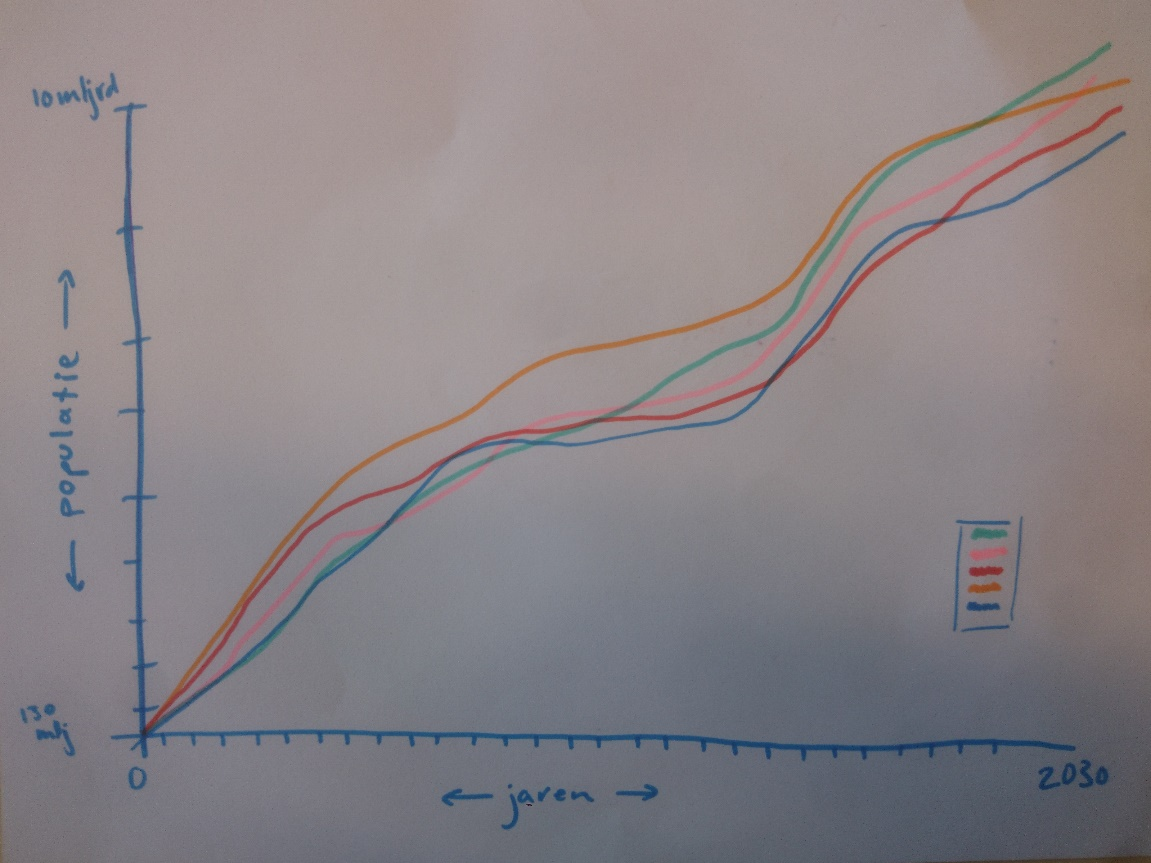 10 mljrd
← populatie →
130
mlj
0
2030
← jaren →